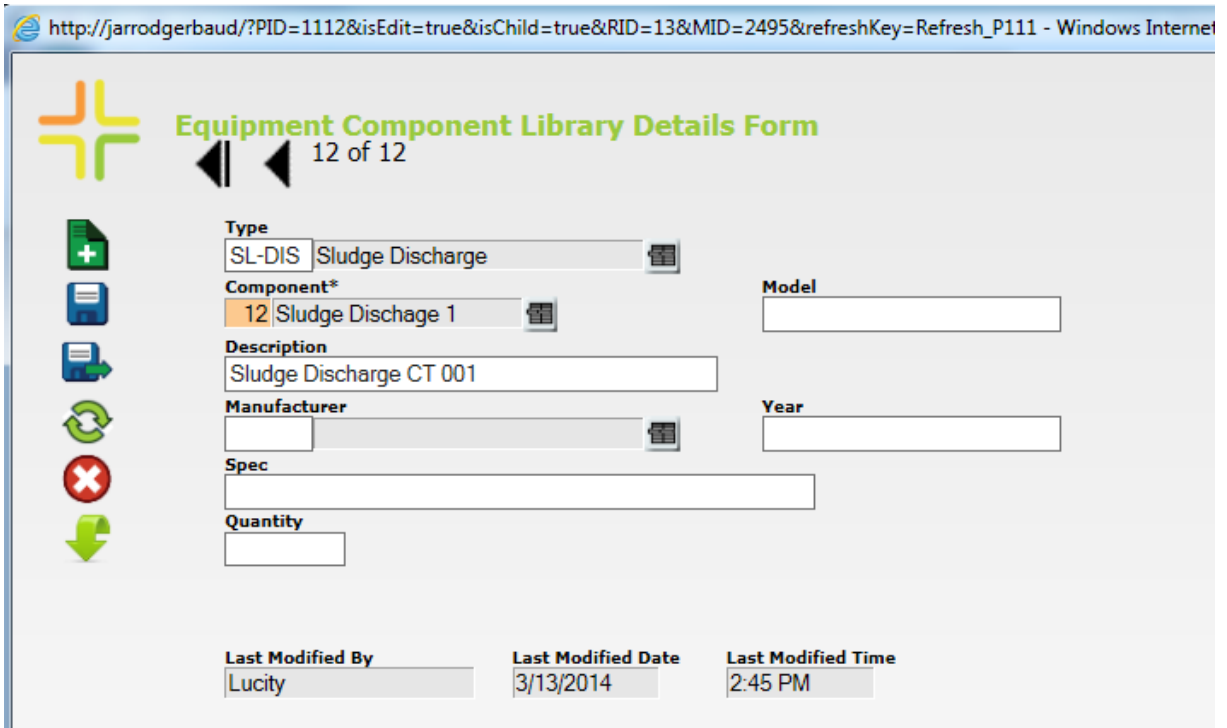 http://jarrodgerbaud/?PID=1112&isEdit=true&isChild=true&RID=13&MID=2495&refreshKey=Refresh_P111 - Windows Internet
Equipment Component Library Details Form
12 of 12
Type
SL-DIS Sludge Discharge
Component*
12 Sludge Dischage 1
Model
Description
Sludge Discharge CT 001
Manufacturer
Year
Spec
Quantity
Last Modified By Last Modified Date Last Modified Time
Lucity 3/13/2014 2:45 PM